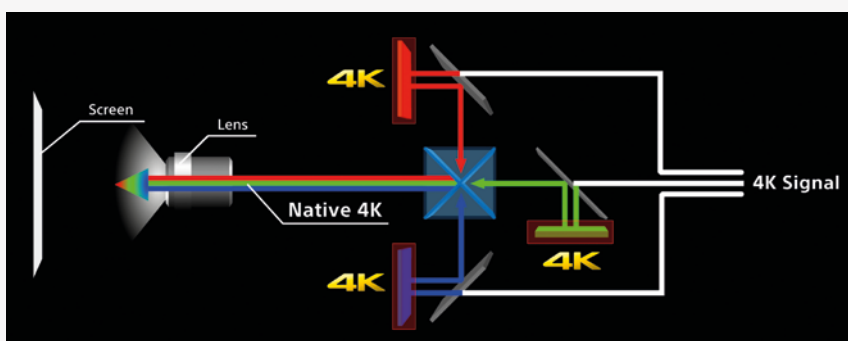 4K
Screen
Lens
4K Signal
Native 4K
4K
4K